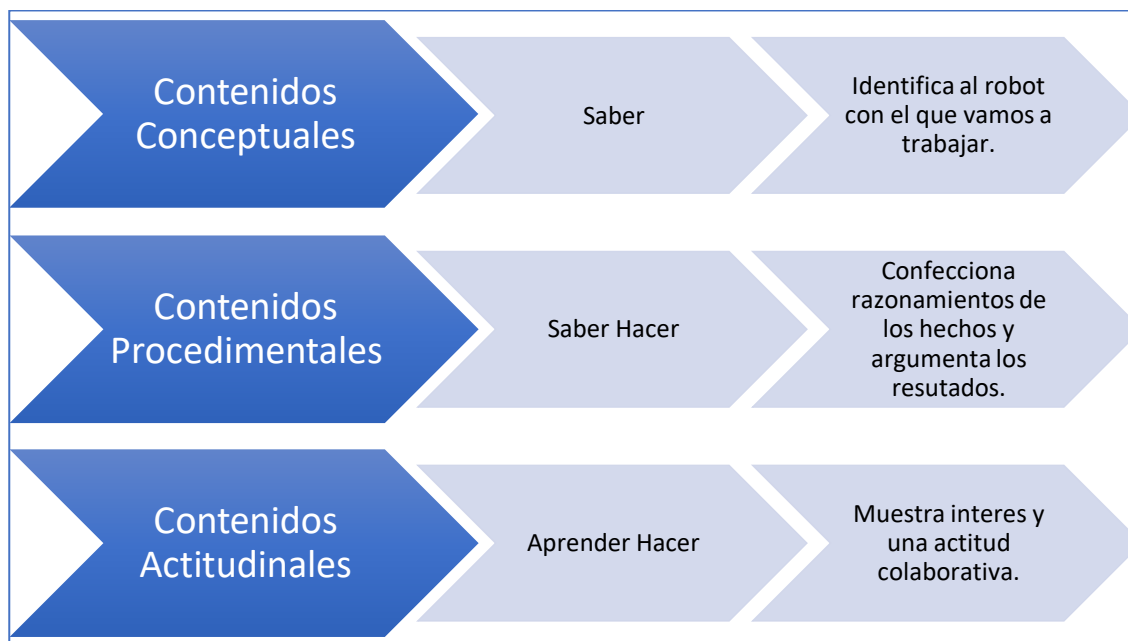 Contenidos
Conceptuales
Saber
Identifica al robot
con el que vamos a
trabajar.
Contenidos
Procedimentales
Saber Hacer
Confecciona
razonamientos de
los hechos y
argumenta los
resutados.
Contenidos
Actitudinales
Aprender Hacer
Muestra interes y
una actitud
colaborativa.